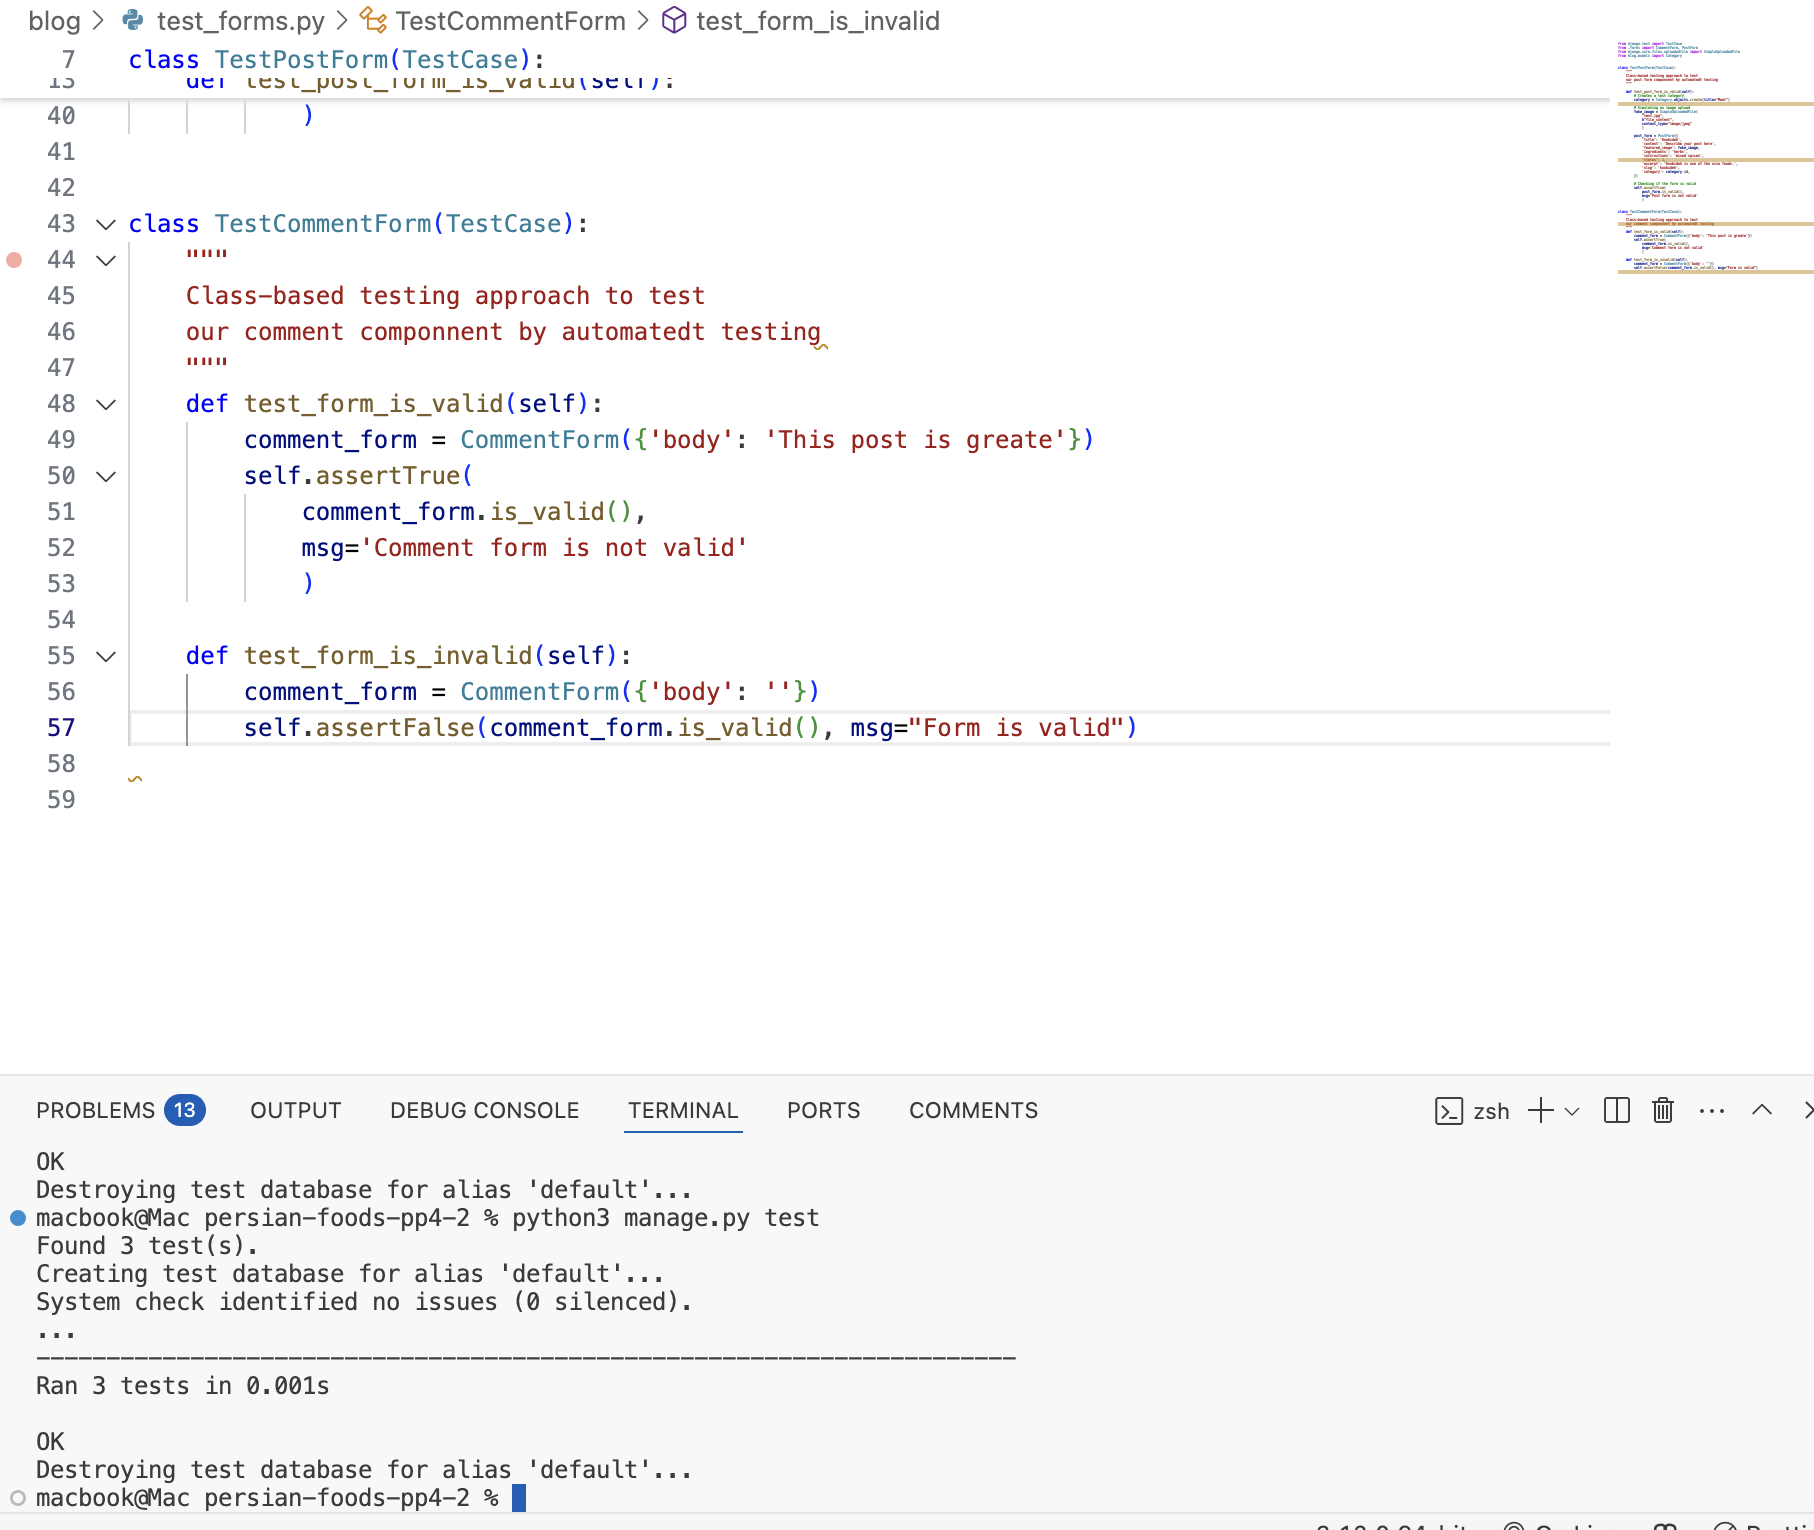 blog > test_forms.py > TestCommentForm > test_form_is_invalid
7 class TestPostForm(TestCase):
13 def test_post_form_is_valid(self):
40 )
41
42
43 class TestCommentForm(TestCase):
44 """
45 Class-based testing approach to test
46 our comment componnent by automatedt testing
47 """
48 def test_form_is_valid(self):
49 comment_form = CommentForm({'body': 'This post is greate'})
50 self.assertTrue(
51 comment_form.is_valid(),
52 msg='Comment form is not valid'
53 )
54
55 def test_form_is_invalid(self):
56 comment_form = CommentForm({'body': ''})
57 self.assertFalse(comment_form.is_valid(), msg="Form is valid")
58
59
PROBLEMS 13 OUTPUT DEBUG CONSOLE TERMINAL PORTS COMMENTS zsh
OK
Destroying test database for alias 'default'...
macbook@Mac persian-foods-pp4-2 % python3 manage.py test
Found 3 test(s).
Creating test database for alias 'default'...
System check identified no issues (0 silenced).
...
----------------------------------------------------------------------
Ran 3 tests in 0.001s
OK
Destroying test database for alias 'default'...
macbook@Mac persian-foods-pp4-2 %